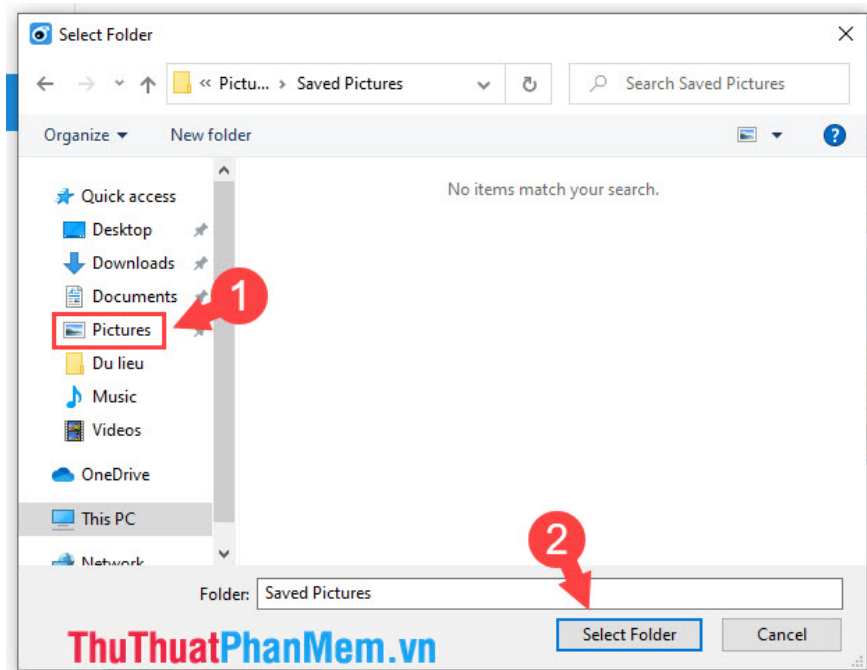 Select Folder
« Pictu... › Saved Pictures
Search Saved Pictures
Organize
New folder
?
No items match your search.
Quick access
Desktop
Downloads
Documents
1
Pictures
Du lieu
Music
Videos
OneDrive
This PC
Network
2
Folder: Saved Pictures
Select Folder
Cancel
ThuThuatPhanMem.vn